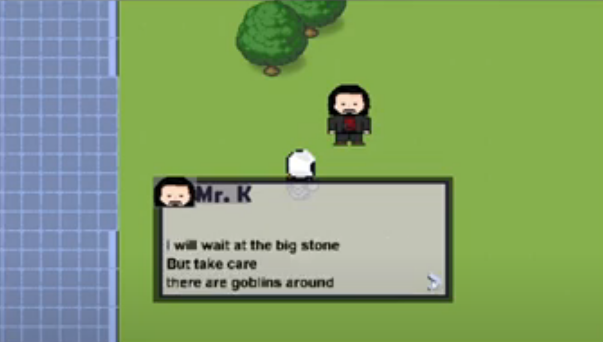 Mr. K
I will wait at the big stone
But take care
there are goblins around